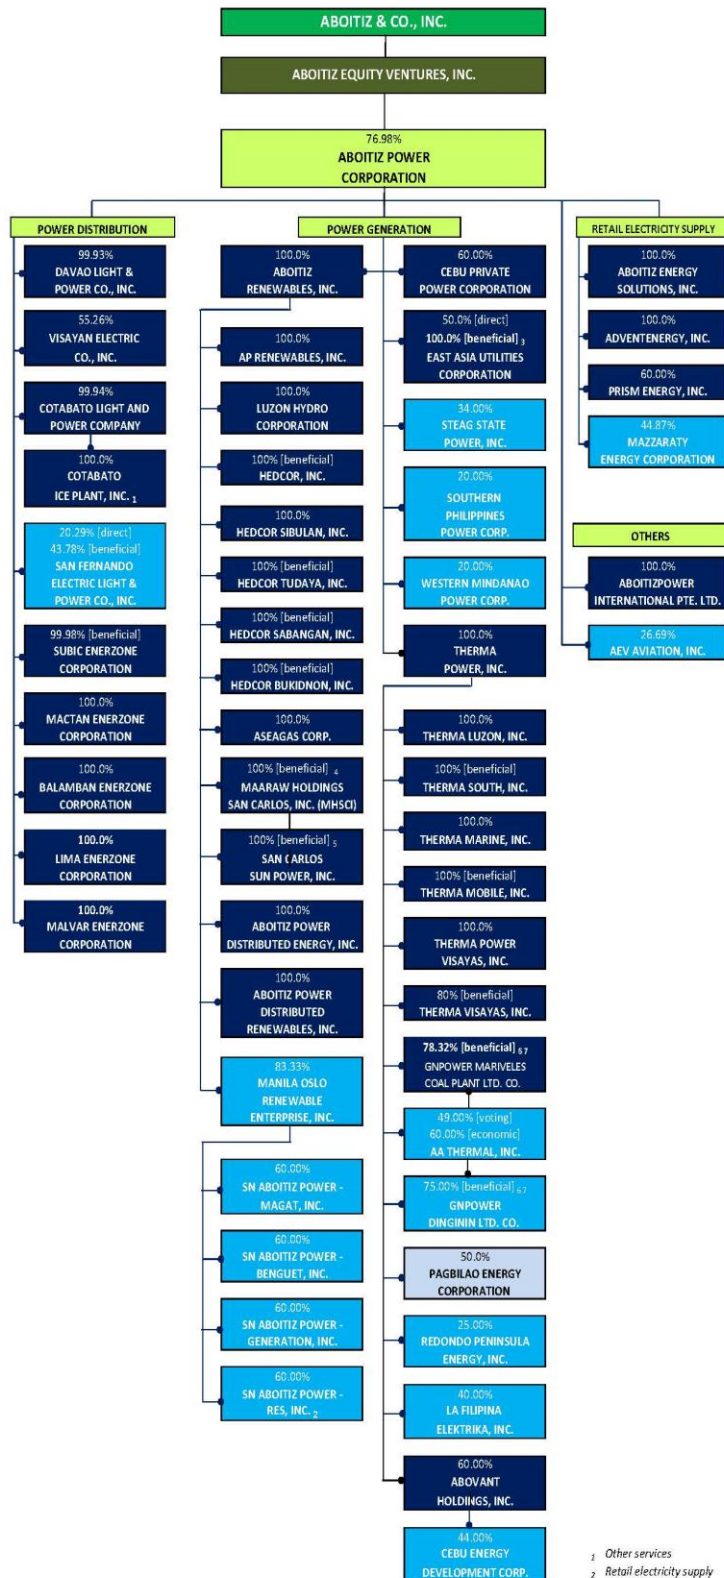 ABOITIZ & CO., INC.
ABOITIZ EQUITY VENTURES, INC.
76.98%
ABOITIZ POWER
CORPORATION
POWER DISTRIBUTION
99.93%
DAVAO LIGHT &
POWER CO., INC.
55.26%
VISAYAN ELECTRIC
CO., INC.
99.94%
COTABATO LIGHT AND
POWER COMPANY
100.0%
COTABATO
ICE PLANT, INC. 1
20.29% [direct]
43.78% [beneficial]
SAN FERNANDO
ELECTRIC LIGHT &
POWER CO., INC.
99.98% [beneficial]
SUBIC ENERZONE
CORPORATION
100.0%
MACTAN ENERZONE
CORPORATION
100.0%
BALAMBAN ENERZONE
CORPORATION
100.0%
LIMA ENERZONE
CORPORATION
100.0%
MALVAR ENERZONE
CORPORATION
POWER GENERATION
100.0%
ABOITIZ
RENEWABLES, INC.
100.0%
AP RENEWABLES, INC.
100.0%
LUZON HYDRO
CORPORATION
100% [beneficial]
HEDCOR, INC.
100.0%
HEDCOR SIBULAN, INC.
100% [beneficial]
HEDCOR TUDAYA, INC.
100% [beneficial]
HEDCOR SABANGAN, INC.
100% [beneficial]
HEDCOR BUKIDNON, INC.
100.0%
ASEAGAS CORP.
100% [beneficial] 4
MAARAW HOLDINGS
SAN CARLOS, INC. (MHSCI)
100% [beneficial] 5
SAN CARLOS
SUN POWER, INC.
100.0%
ABOITIZ POWER
DISTRIBUTED ENERGY, INC.
100.0%
ABOITIZ POWER
DISTRIBUTED
RENEWABLES, INC.
83.33%
MANILA OSLO
RENEWABLE
ENTERPRISE, INC.
60.00%
SN ABOITIZ POWER -
MAGAT, INC.
60.00%
SN ABOITIZ POWER -
BENGUET, INC.
60.00%
SN ABOITIZ POWER -
GENERATION, INC.
60.00%
SN ABOITIZ POWER -
RES, INC. 2
60.00%
CEBU PRIVATE
POWER CORPORATION
50.0% [direct]
100.0% [beneficial] 3
EAST ASIA UTILITIES
CORPORATION
34.00%
STEAG STATE
POWER, INC.
20.00%
SOUTHERN
PHILIPPINES
POWER CORP.
20.00%
WESTERN MINDANAO
POWER CORP.
100.0%
THERMA
POWER, INC.
100.0%
THERMA LUZON, INC.
100% [beneficial]
THERMA SOUTH, INC.
100.0%
THERMA MARINE, INC.
100% [beneficial]
THERMA MOBILE, INC.
100.0%
THERMA POWER
VISAYAS, INC.
80% [beneficial]
THERMA VISAYAS, INC.
78.32% [beneficial] 67
GNPOWER MARIVELES
COAL PLANT LTD. CO.
49.00% [voting]
60.00% [economic]
AA THERMAL, INC.
75.00% [beneficial] 67
GNPOWER
DINGININ LTD. CO.
50.0%
PAGBILAO ENERGY
CORPORATION
25.00%
REDONDO PENINSULA
ENERGY, INC.
40.00%
LA FILIPINA
ELEKTRIKA, INC.
60.00%
ABOVANT
HOLDINGS, INC.
44.00%
CEBU ENERGY
DEVELOPMENT CORP.
RETAIL ELECTRICITY SUPPLY
100.0%
ABOITIZ ENERGY
SOLUTIONS, INC.
100.0%
ADVENTENERGY, INC.
60.00%
PRISM ENERGY, INC.
44.87%
MAZZARATY
ENERGY CORPORATION
OTHERS
100.0%
ABOITIZPOWER
INTERNATIONAL PTE. LTD.
26.69%
AEV AVIATION, INC.
1 Other services
2 Retail electricity supply